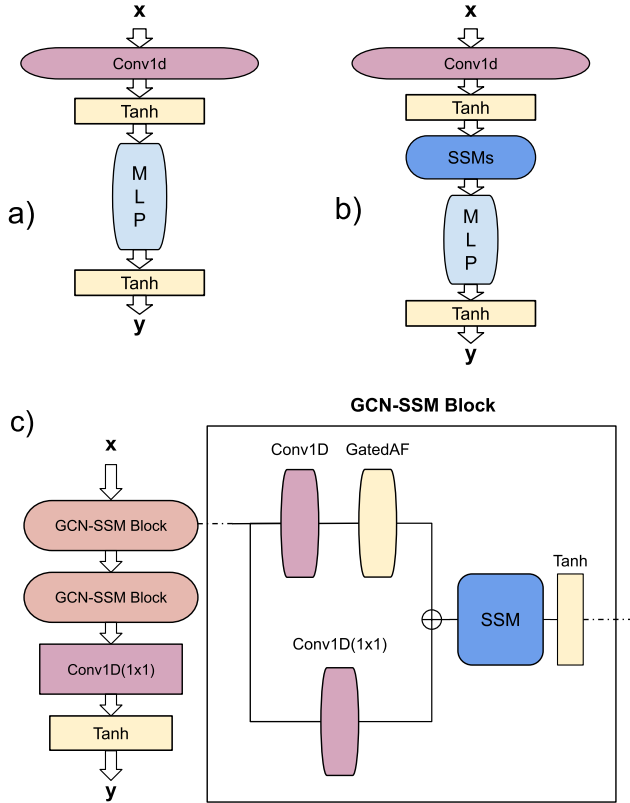 x
Conv1d
Tanh
M
L
P
a)
Tanh
y
x
Conv1d
Tanh
SSMs
b)
M
L
P
Tanh
y
c)
x
GCN-SSM Block
GCN-SSM Block
Conv1D(1x1)
Tanh
y
GCN-SSM Block
Conv1D
GatedAF
Conv1D(1x1)
SSM
Tanh